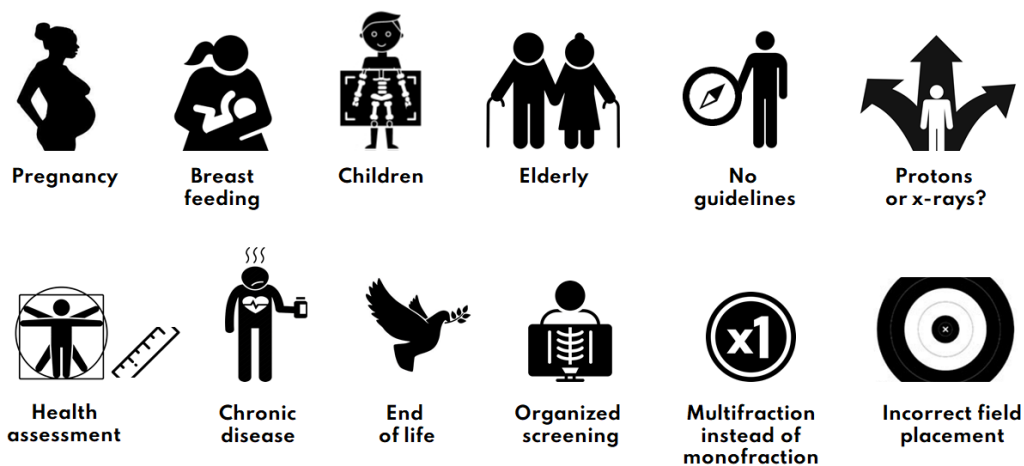 Pregnancy
Breast
feeding
Children
Elderly
No
guidelines
Protons
or x-rays?
x1
Health
assessment
Chronic
disease
End
of life
Organized
screening
Multifraction
instead of
monofraction
Incorrect field
placement